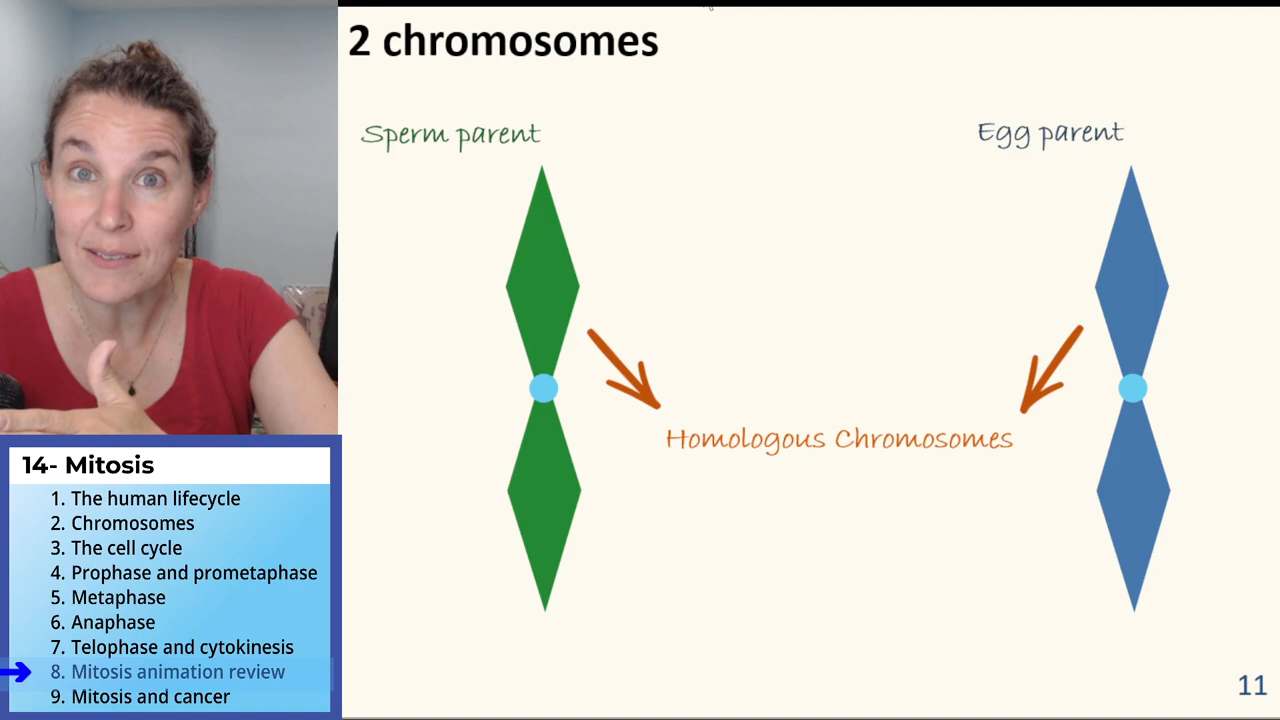 2 chromosomes
Sperm parent
Egg parent
Homologous Chromosomes
14- Mitosis
1. The human lifecycle
2. Chromosomes
3. The cell cycle
4. Prophase and prometaphase
5. Metaphase
6. Anaphase
7. Telophase and cytokinesis
8. Mitosis animation review
9. Mitosis and cancer
11